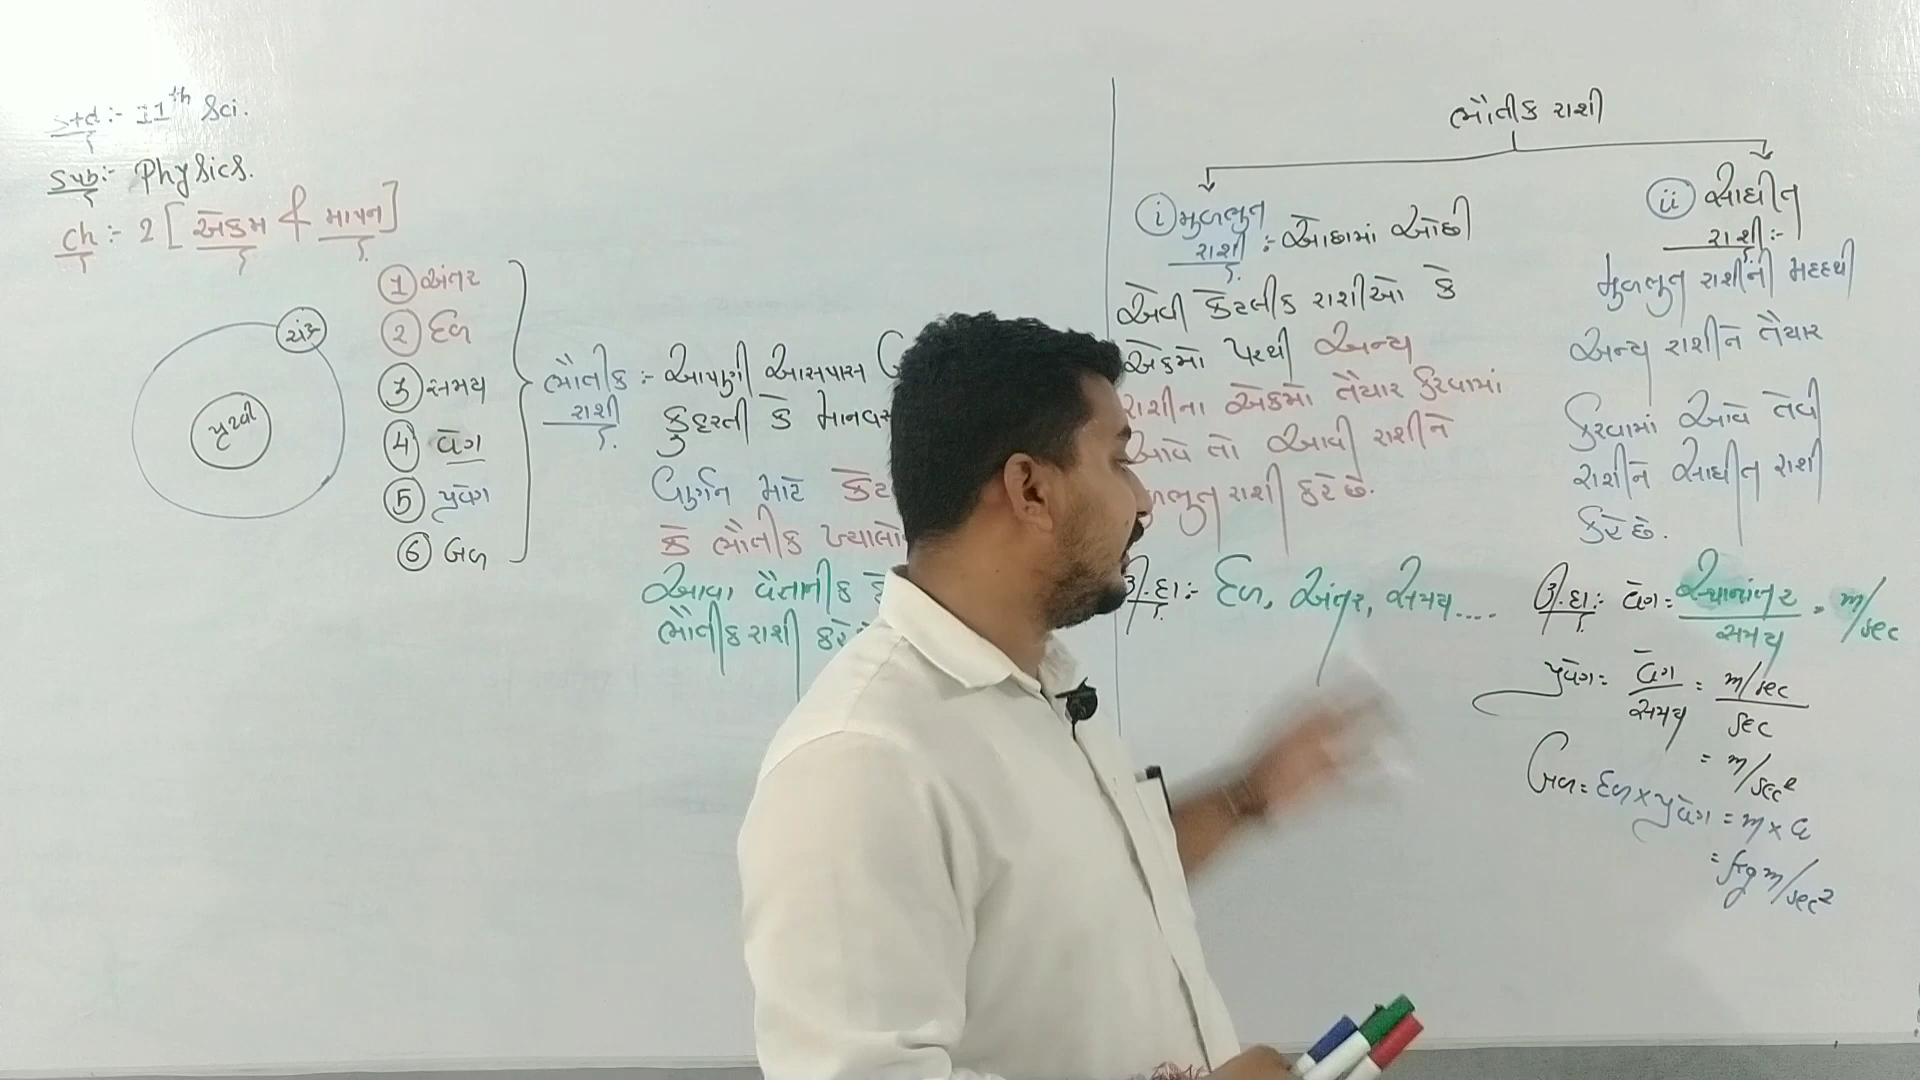 Std:- 11th Sci.
Sub:- Physics.
Ch:- 2 [ એકમ & માપન ]
ચંદ્ર
પૃથ્વી
1 અંતર
2 દળ
3 સમય
4 વેગ
5 પ્રવેગ
6 બળ
ભૌતીક રાશી :- આપણી આસપાસ
કુદરતી કે માનવસ
વર્ણન માટે કેટ
કે ભૌતીક ખ્યાલો
આવા વૈજ્ઞાનીક
ભૌતીક રાશી કહે
ભૌતીક રાશી
i મુળભુત રાશી :- ઓછામાં ઓછી
એવી કેટલીક રાશીઓ કે
એકમો પરથી અન્ય
રાશીના એકમો તૈયાર કરવામાં
આવે તો આવી રાશીને
ળભુત રાશી કહે છે.
ઉ.દા:- દળ, અંતર, સમય....
ii સાધીત રાશી:-
મુળભુત રાશીની મદદથી
અન્ય રાશીને તૈયાર
કરવામાં આવે તેવી
રાશીને સાધીત રાશી
કહે છે.
ઉ.દા:- વેગ = સ્થાનાંતર / સમય = m/sec
પ્રવેગ = વેગ / સમય = m/sec / sec
= m/sec²
બળ = દળ × પ્રવેગ = m × a
= kg m/sec²